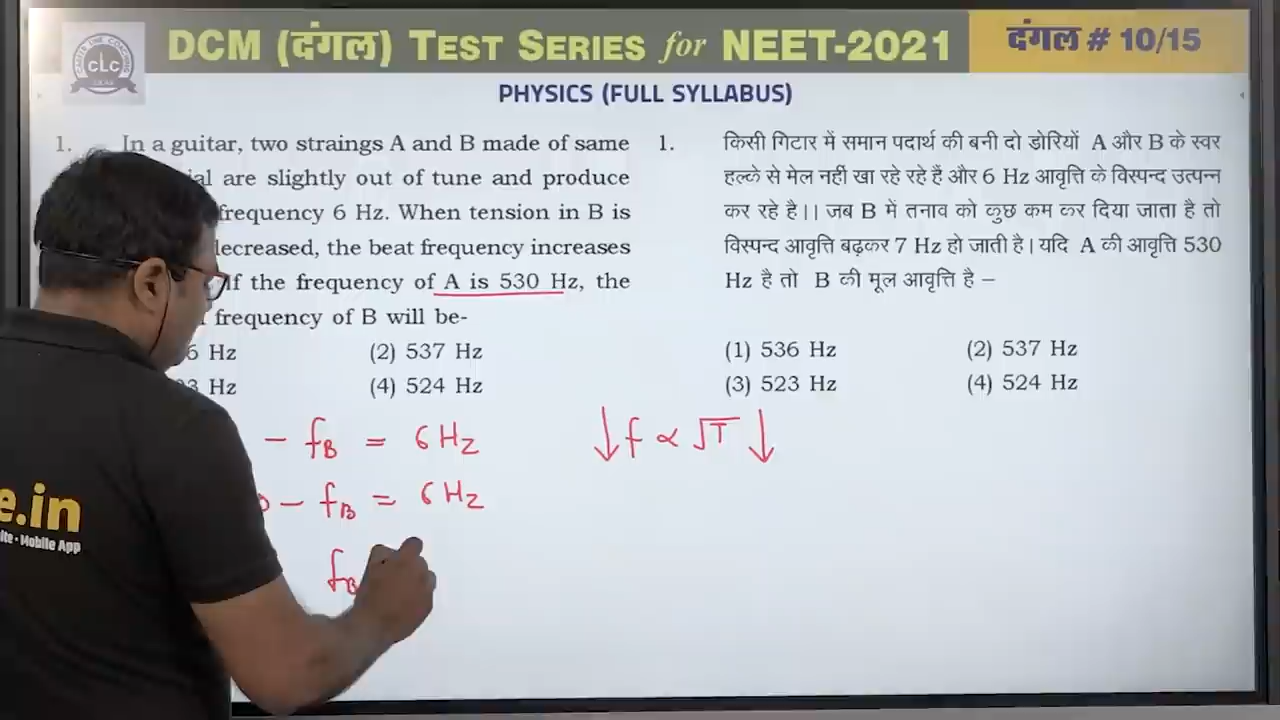 DCM (दंगल) TEST SERIES for NEET-2021
दंगल # 10/15
CLC
PHYSICS (FULL SYLLABUS)
1. In a guitar, two straings A and B made of same
are slightly out of tune and produce
frequency 6 Hz. When tension in B is
decreased, the beat frequency increases
If the frequency of A is 530 Hz, the
frequency of B will be-
6 Hz (2) 537 Hz
Hz (4) 524 Hz
1. किसी गिटार में समान पदार्थ की बनी दो डोरियों A और B के स्वर
हल्के से मेल नहीं खा रहे रहे हैं और 6 Hz आवृत्ति के विस्पन्द उत्पन्न
कर रहे है।। जब B में तनाव को कुछ कम कर दिया जाता है तो
विस्पन्द आवृत्ति बढ़कर 7 Hz हो जाती है। यदि A की आवृत्ति 530
Hz है तो B की मूल आवृत्ति है –
(1) 536 Hz (2) 537 Hz
(3) 523 Hz (4) 524 Hz
– fB = 6 Hz
↓ f ∝ √T ↓
– fB = 6 Hz
fB
e.in
ite • Mobile App